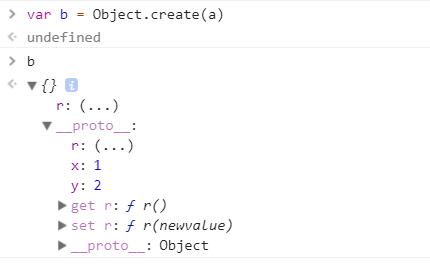 > var b = Object.create(a)
<· undefined
> b
<· ▼ {} i
r: (...)
▼ __proto__:
r: (...)
x: 1
y: 2
▶ get r: ƒ r()
▶ set r: ƒ r(newvalue)
▶ __proto__: Object